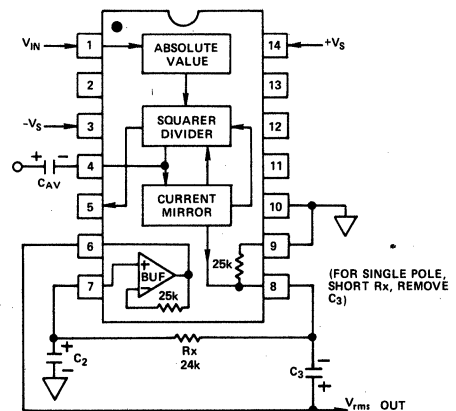 V_IN
1
ABSOLUTE
VALUE
14
+V_S
2
13
-V_S
3
SQUARER
DIVIDER
12
+ -
C_AV
4
11
5
CURRENT
MIRROR
10
6
9
25k
(FOR SINGLE POLE,
SHORT Rx, REMOVE
C3)
7
+
BUF
-
25k
8
+
C2
-
Rx
24k
-
C3
+
V_rms OUT